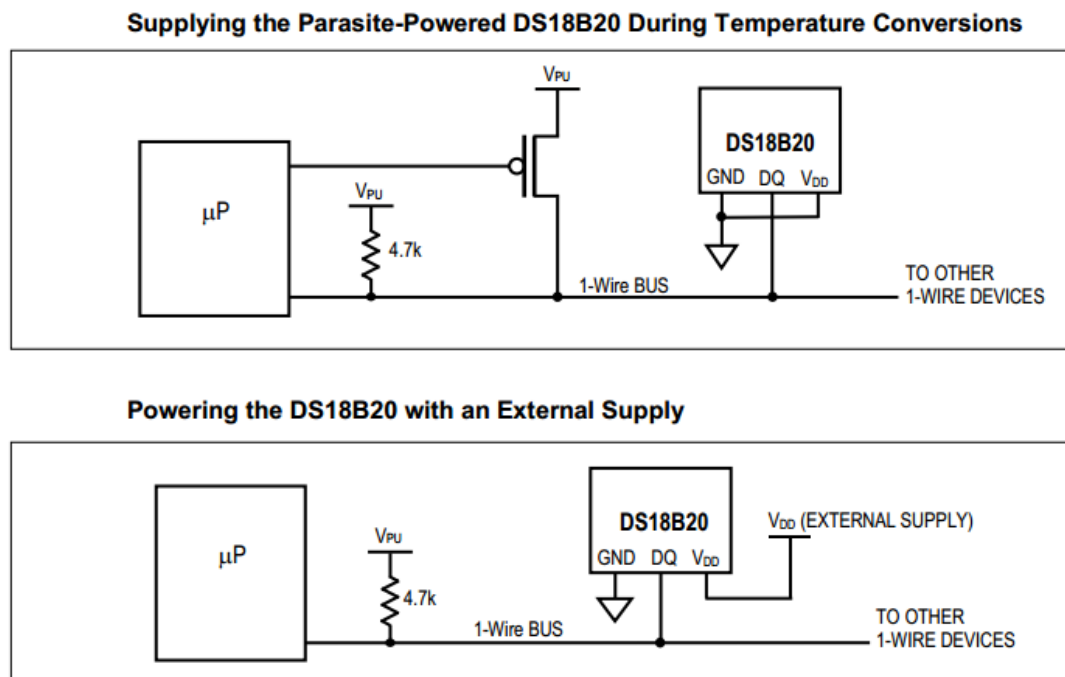 Supplying the Parasite-Powered DS18B20 During Temperature Conversions
VPU
DS18B20
GND DQ VDD
μP
VPU
4.7k
1-Wire BUS
TO OTHER
1-WIRE DEVICES
Powering the DS18B20 with an External Supply
DS18B20
VDD (EXTERNAL SUPPLY)
GND DQ VDD
μP
VPU
4.7k
1-Wire BUS
TO OTHER
1-WIRE DEVICES